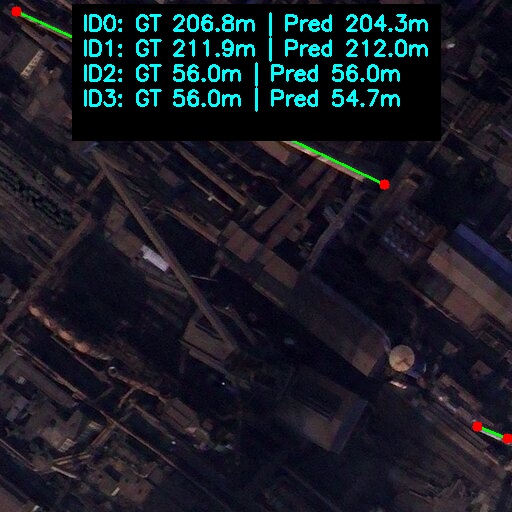 ID0: GT 206.8m | Pred 204.3m
ID1: GT 211.9m | Pred 212.0m
ID2: GT 56.0m | Pred 56.0m
ID3: GT 56.0m | Pred 54.7m